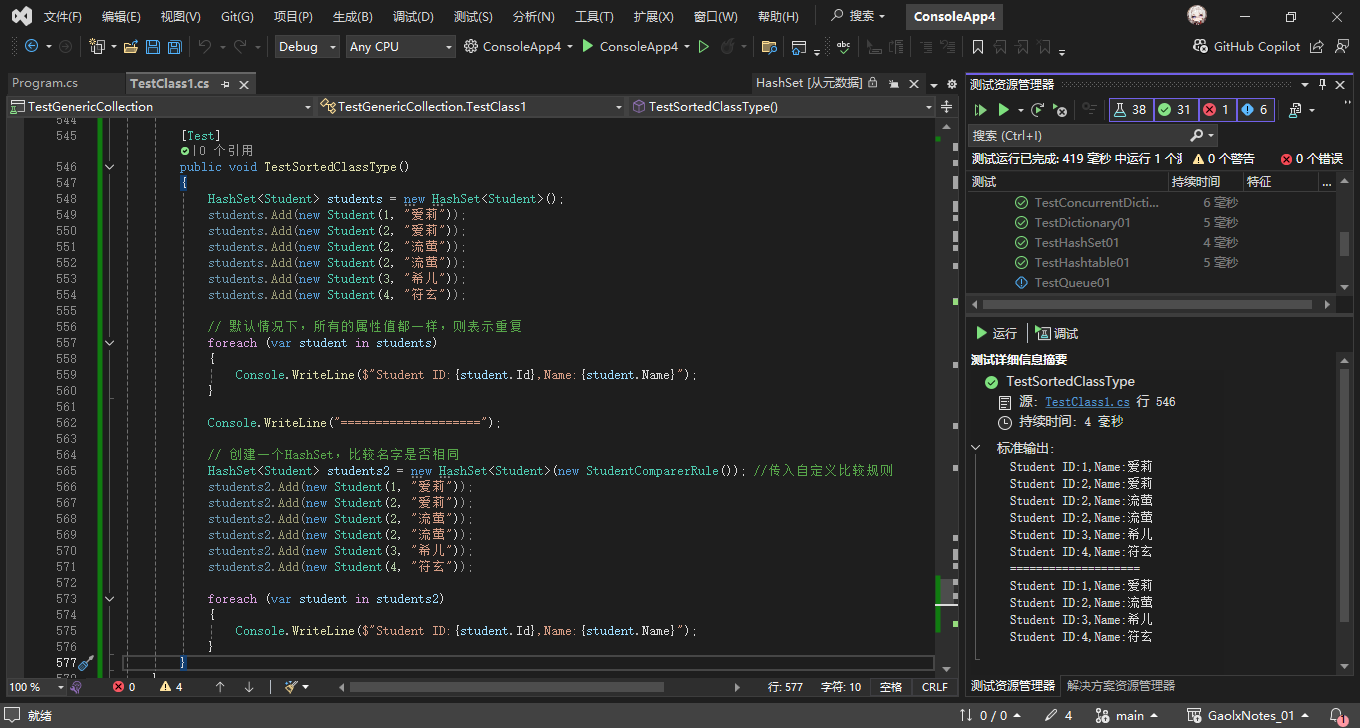 文件(F) 编辑(E) 视图(V) Git(G) 项目(P) 生成(B) 调试(D) 测试(S) 分析(N) 工具(T) 扩展(X) 窗口(W) 帮助(H) 搜索 ConsoleApp4
Debug Any CPU ConsoleApp4 ConsoleApp4 abc GitHub Copilot
Program.cs TestClass1.cs HashSet [从元数据]
TestGenericCollection TestGenericCollection.TestClass1 TestSortedClassType()
544
545 [Test]
0 个引用
546 public void TestSortedClassType()
547 {
548 HashSet<Student> students = new HashSet<Student>();
549 students.Add(new Student(1, "爱莉"));
550 students.Add(new Student(2, "爱莉"));
551 students.Add(new Student(2, "流萤"));
552 students.Add(new Student(2, "流萤"));
553 students.Add(new Student(3, "希儿"));
554 students.Add(new Student(4, "符玄"));
555
556 // 默认情况下，所有的属性值都一样，则表示重复
557 foreach (var student in students)
558 {
559 Console.WriteLine($"Student ID:{student.Id},Name:{student.Name}");
560 }
561
562 Console.WriteLine("====================");
563
564 // 创建一个HashSet，比较名字是否相同
565 HashSet<Student> students2 = new HashSet<Student>(new StudentComparerRule()); //传入自定义比较规则
566 students2.Add(new Student(1, "爱莉"));
567 students2.Add(new Student(2, "爱莉"));
568 students2.Add(new Student(2, "流萤"));
569 students2.Add(new Student(2, "流萤"));
570 students2.Add(new Student(3, "希儿"));
571 students2.Add(new Student(4, "符玄"));
572
573 foreach (var student in students2)
574 {
575 Console.WriteLine($"Student ID:{student.Id},Name:{student.Name}");
576 }
577 }
100 % 0 4 行: 577 字符: 10 空格 CRLF
测试资源管理器
38 31 1 6
搜索 (Ctrl+I)
测试运行已完成: 419 毫秒 中运行 1 个 0 个警告 0 个错误
测试 持续时间 特征 ...
TestConcurrentDicti... 6 毫秒
TestDictionary01 5 毫秒
TestHashSet01 4 毫秒
TestHashtable01 5 毫秒
TestQueue01
运行 调试
测试详细信息摘要
TestSortedClassType
源: TestClass1.cs 行 546
持续时间: 4 毫秒
标准输出:
Student ID:1,Name:爱莉
Student ID:2,Name:爱莉
Student ID:2,Name:流萤
Student ID:2,Name:流萤
Student ID:3,Name:希儿
Student ID:4,Name:符玄
====================
Student ID:1,Name:爱莉
Student ID:2,Name:流萤
Student ID:3,Name:希儿
Student ID:4,Name:符玄
测试资源管理器 解决方案资源管理器
就绪 0 / 0 4 main GaolxNotes_01 1